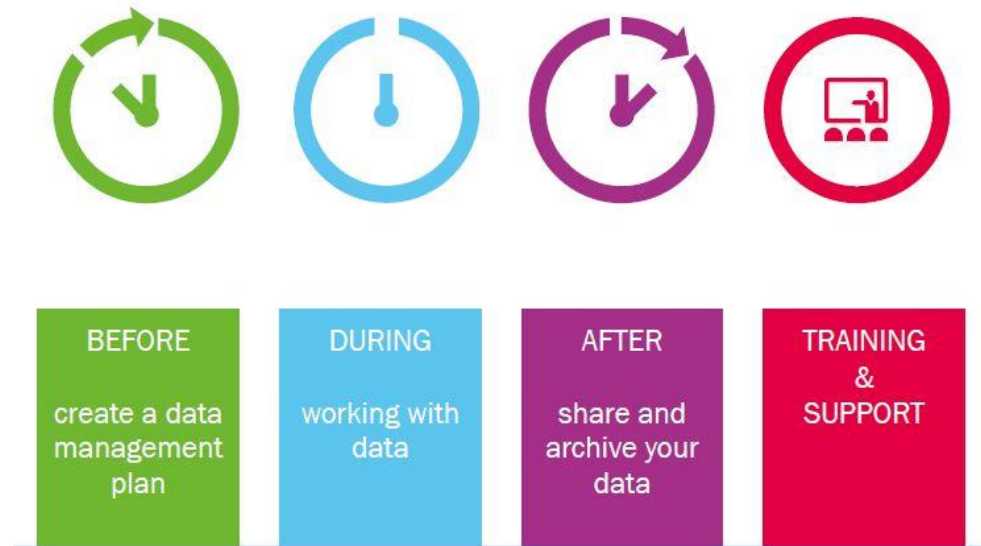 BEFORE
create a data
management
plan
DURING
working with
data
AFTER
share and
archive your
data
TRAINING
&
SUPPORT